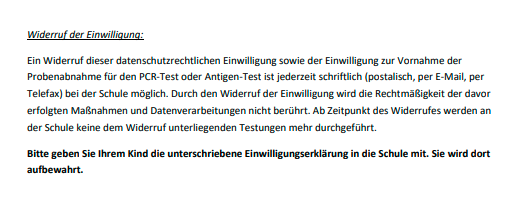 Widerruf der Einwilligung:
Ein Widerruf dieser datenschutzrechtlichen Einwilligung sowie der Einwilligung zur Vornahme der
Probenabnahme für den PCR-Test oder Antigen-Test ist jederzeit schriftlich (postalisch, per E-Mail, per
Telefax) bei der Schule möglich. Durch den Widerruf der Einwilligung wird die Rechtmäßigkeit der davor
erfolgten Maßnahmen und Datenverarbeitungen nicht berührt. Ab Zeitpunkt des Widerrufes werden an
der Schule keine dem Widerruf unterliegenden Testungen mehr durchgeführt.
Bitte geben Sie Ihrem Kind die unterschriebene Einwilligungserklärung in die Schule mit. Sie wird dort
aufbewahrt.